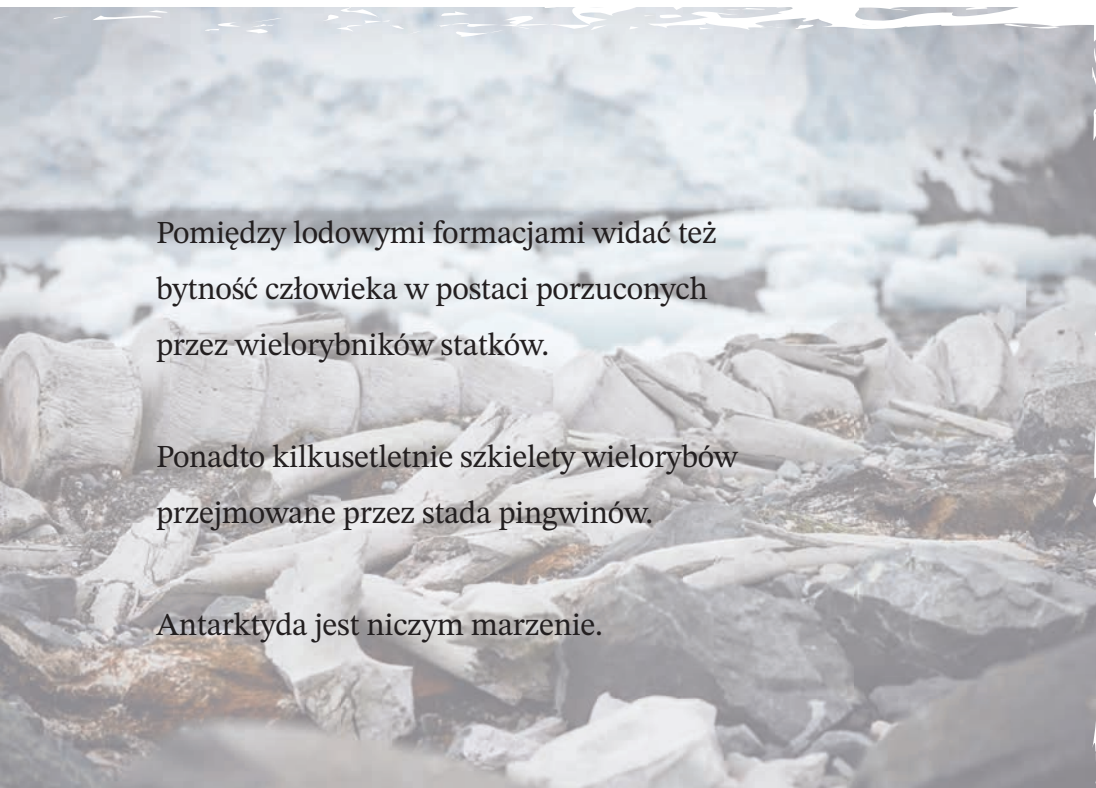 Pomiędzy lodowymi formacjami widać też
bytność człowieka w postaci porzuconych
przez wielorybników statków.
Ponadto kilkusetletnie szkielety wielorybów
przejmowane przez stada pingwinów.
Antarktyda jest niczym marzenie.